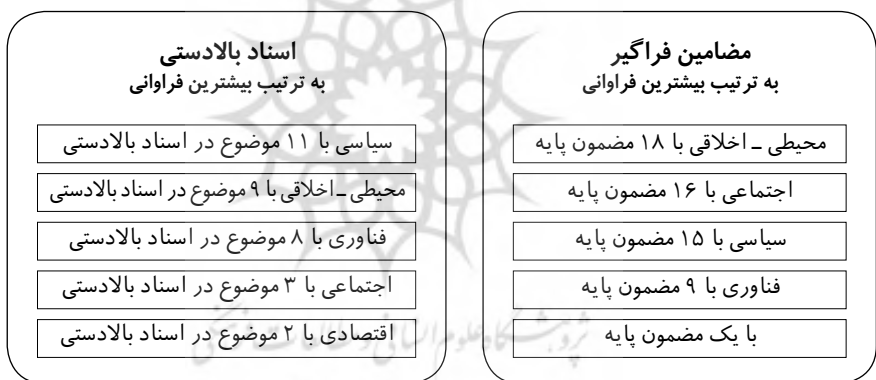 مضامین فراگیر
به ترتیب بیشترین فراوانی
محیطی ـ اخلاقی با ۱۸ مضمون پایه
اجتماعی با ۱۶ مضمون پایه
سیاسی با ۱۵ مضمون پایه
فناوری با ۹ مضمون پایه
با یک مضمون پایه
اسناد بالادستی
به ترتیب بیشترین فراوانی
سیاسی با ۱۱ موضوع در اسناد بالادستی
محیطی ـ اخلاقی با ۹ موضوع در اسناد بالادستی
فناوری با ۸ موضوع در اسناد بالادستی
اجتماعی با ۳ موضوع در اسناد بالادستی
اقتصادی با ۲ موضوع در اسناد بالادستی